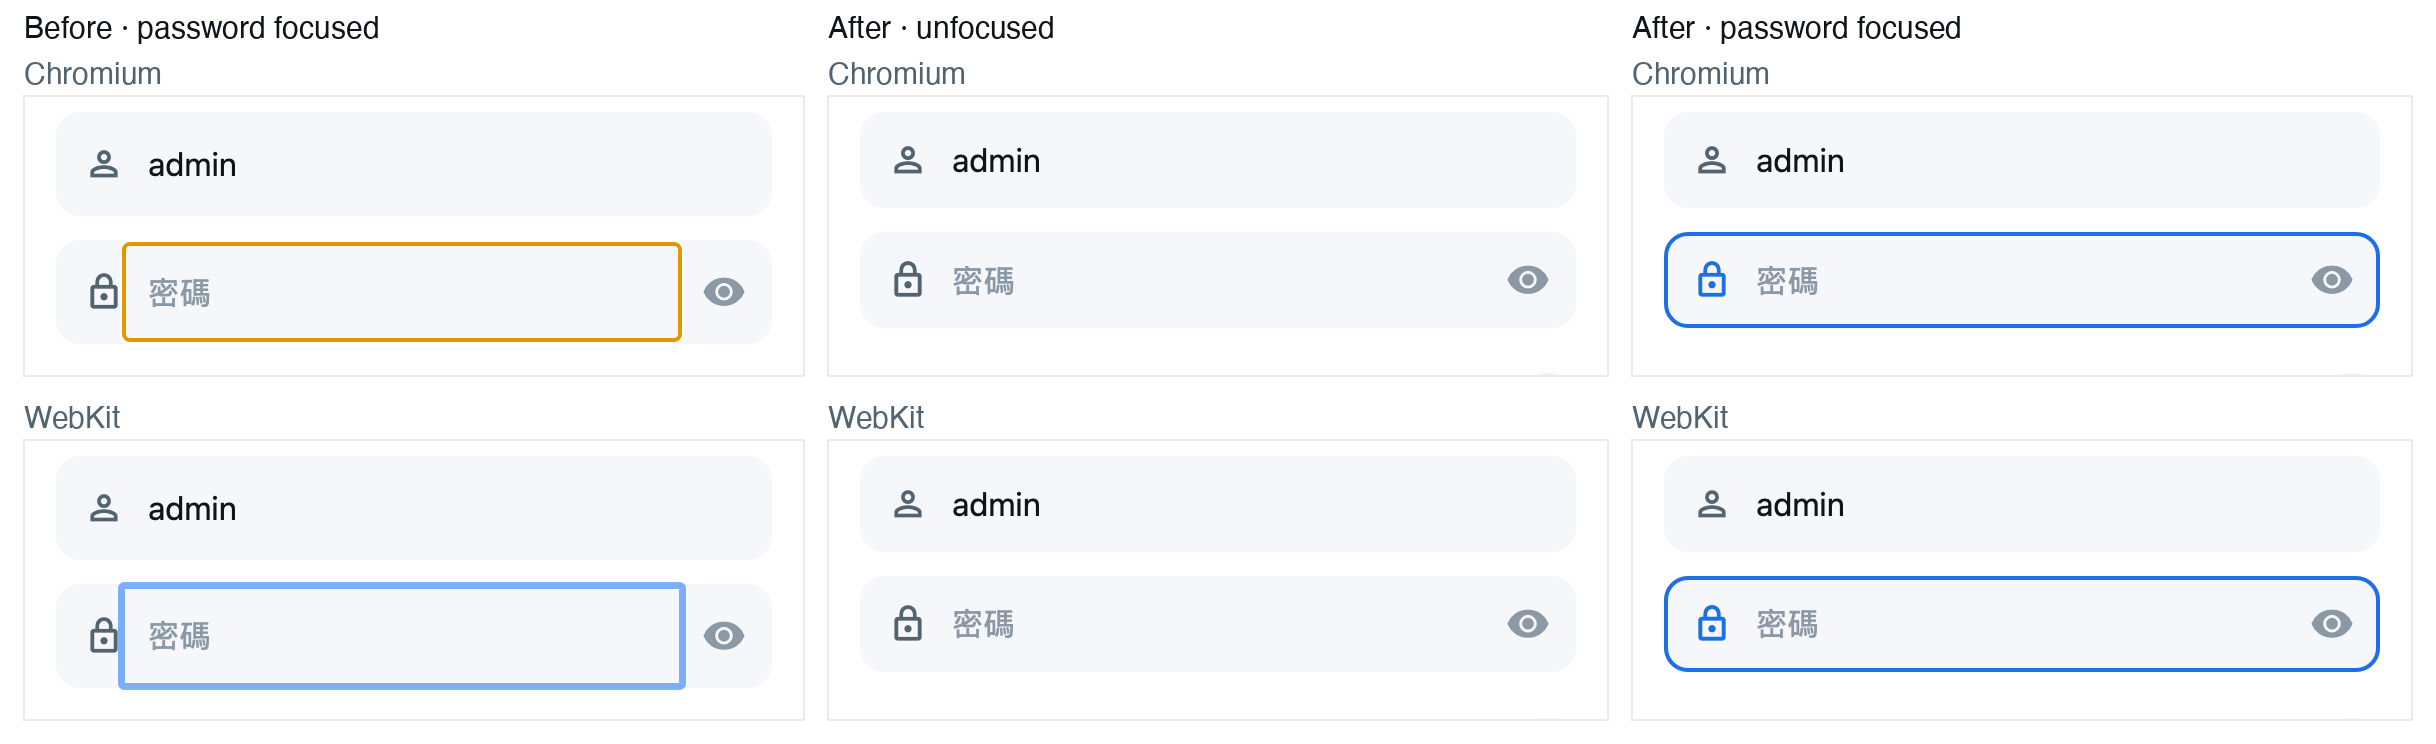 Before · password focused
Chromium
admin
密碼
WebKit
admin
密碼
After · unfocused
Chromium
admin
密碼
WebKit
admin
密碼
After · password focused
Chromium
admin
密碼
WebKit
admin
密碼